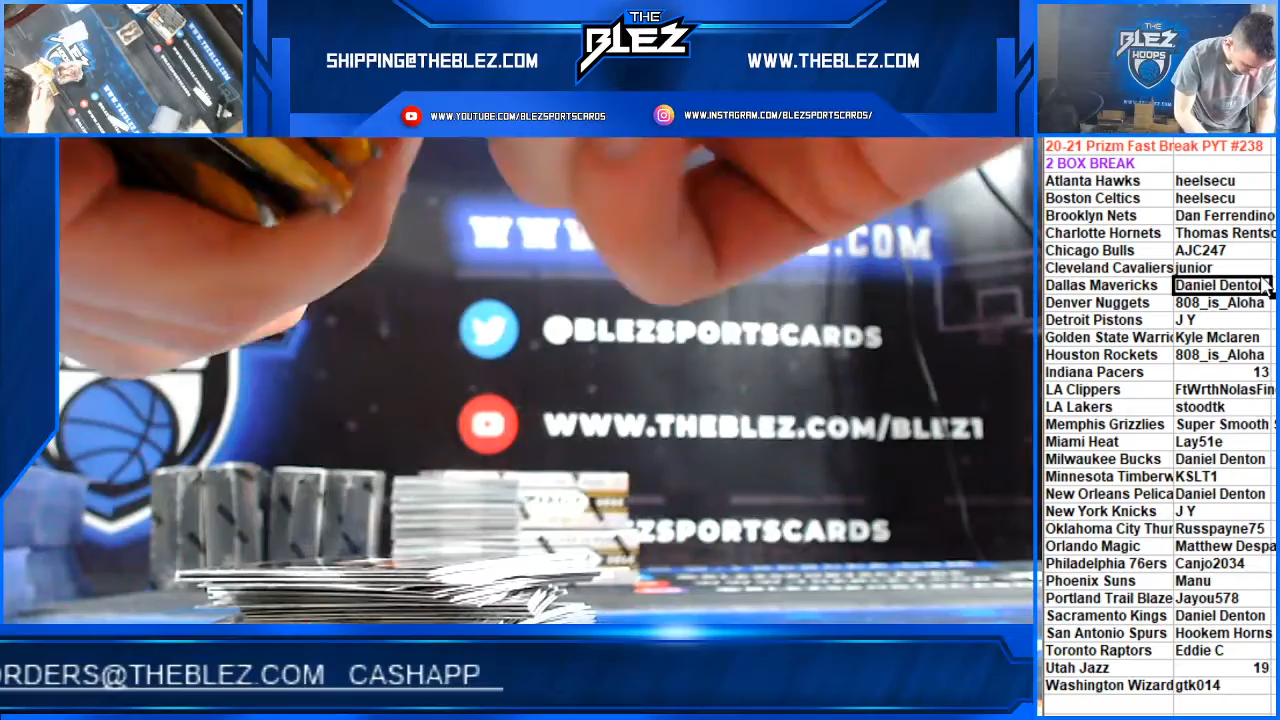 THE
BLEZ
SHIPPING@THEBLEZ.COM
WWW.THEBLEZ.COM
WWW.YOUTUBE.COM/BLEZSPORTSCARDS
WWW.INSTAGRAM.COM/BLEZSPORTSCARDS/
THE
BLEZ
HOOPS
20-21 Prizm Fast Break PYT #238
2 BOX BREAK
Atlanta Hawks heelsecu
Boston Celtics heelsecu
Brooklyn Nets Dan Ferrendino
Charlotte Hornets Thomas Rentsc
Chicago Bulls AJC247
Cleveland Cavaliers junior
Dallas Mavericks Daniel Denton
Denver Nuggets 808_is_Aloha
Detroit Pistons J Y
Golden State Warric Kyle Mclaren
Houston Rockets 808_is_Aloha
Indiana Pacers 13
LA Clippers FtWrthNolasFin
LA Lakers stoodtk
Memphis Grizzlies Super Smooth S
Miami Heat Lay51e
Milwaukee Bucks Daniel Denton
Minnesota Timberw KSLT1
New Orleans Pelica Daniel Denton
New York Knicks J Y
Oklahoma City Thur Russpayne75
Orlando Magic Matthew Despa
Philadelphia 76ers Canjo2034
Phoenix Suns Manu
Portland Trail Blaze Jayou578
Sacramento Kings Daniel Denton
San Antonio Spurs Hookem Horns
Toronto Raptors Eddie C
Utah Jazz 19
Washington Wizard gtk014
@BLEZSPORTSCARDS
WWW.THEBLEZ.COM/BLEZ1
ZSPORTSCARDS
ORDERS@THEBLEZ.COM CASHAPP